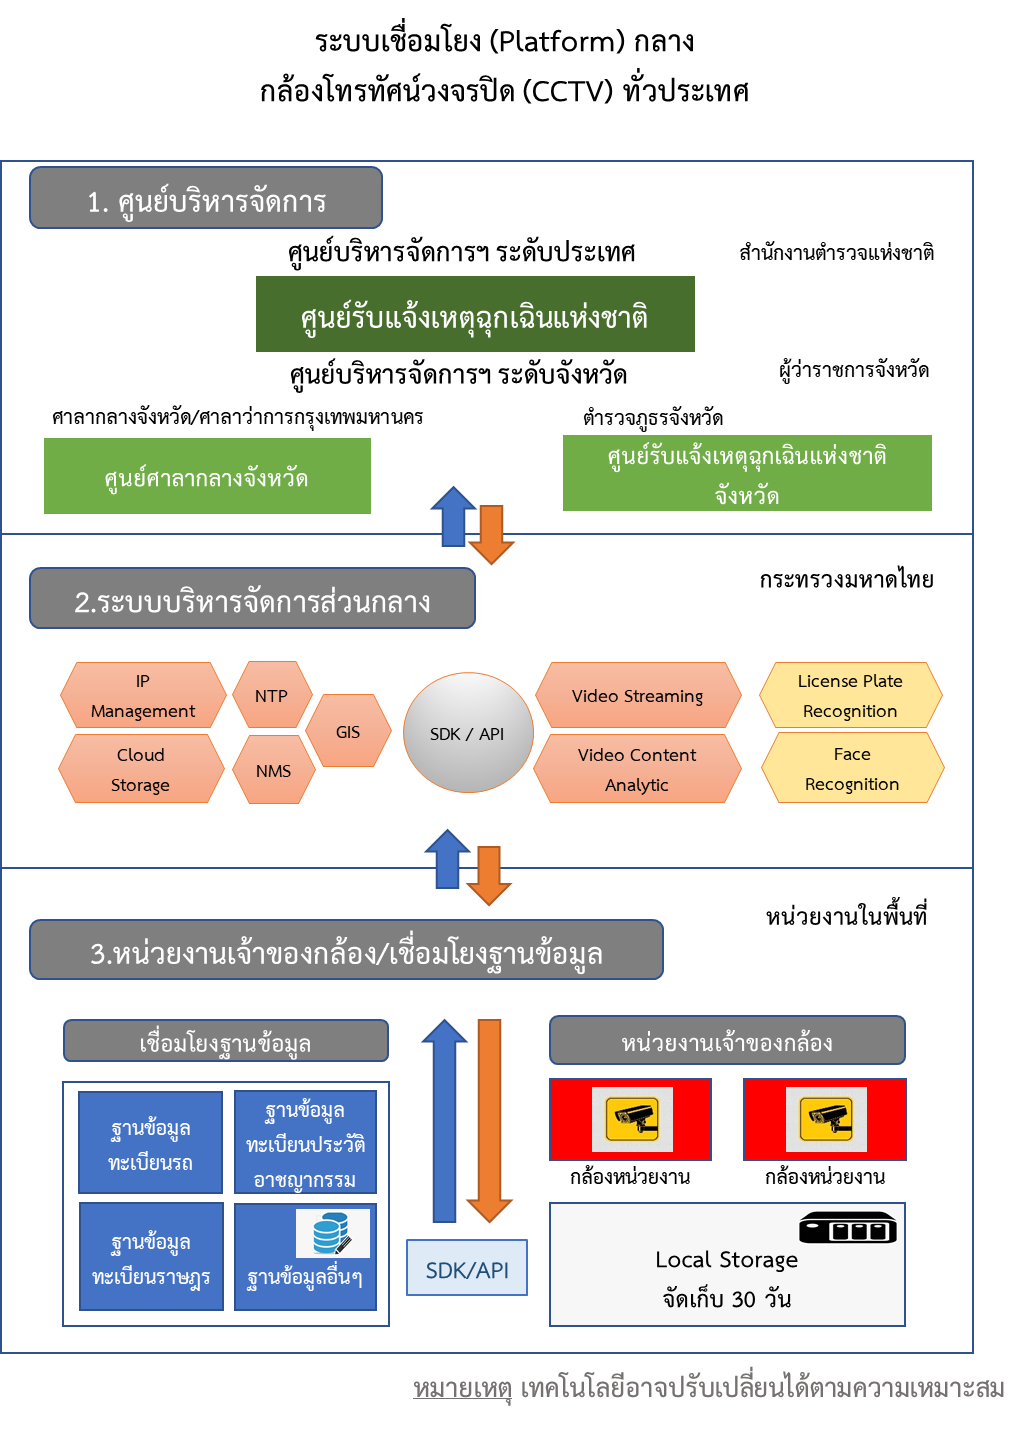 ระบบเชื่อมโยง (Platform) กลาง
กล้องโทรทัศน์วงจรปิด (CCTV) ทั่วประเทศ
1. ศูนย์บริหารจัดการ
ศูนย์บริหารจัดการฯ ระดับประเทศ
สำนักงานตำรวจแห่งชาติ
ศูนย์รับแจ้งเหตุฉุกเฉินแห่งชาติ
ศูนย์บริหารจัดการฯ ระดับจังหวัด
ผู้ว่าราชการจังหวัด
ศาลากลางจังหวัด/ศาลาว่าการกรุงเทพมหานคร
ตำรวจภูธรจังหวัด
ศูนย์ศาลากลางจังหวัด
ศูนย์รับแจ้งเหตุฉุกเฉินแห่งชาติ
จังหวัด
กระทรวงมหาดไทย
2.ระบบบริหารจัดการส่วนกลาง
IP
Management
NTP
GIS
Cloud
Storage
NMS
SDK / API
Video Streaming
Video Content
Analytic
License Plate
Recognition
Face
Recognition
หน่วยงานในพื้นที่
3.หน่วยงานเจ้าของกล้อง/เชื่อมโยงฐานข้อมูล
เชื่อมโยงฐานข้อมูล
ฐานข้อมูล
ทะเบียนรถ
ฐานข้อมูล
ทะเบียนประวัติ
อาชญากรรม
ฐานข้อมูล
ทะเบียนราษฎร
ฐานข้อมูลอื่นๆ
SDK/API
หน่วยงานเจ้าของกล้อง
กล้องหน่วยงาน
กล้องหน่วยงาน
Local Storage
จัดเก็บ 30 วัน
หมายเหตุ เทคโนโลยีอาจปรับเปลี่ยนได้ตามความเหมาะสม